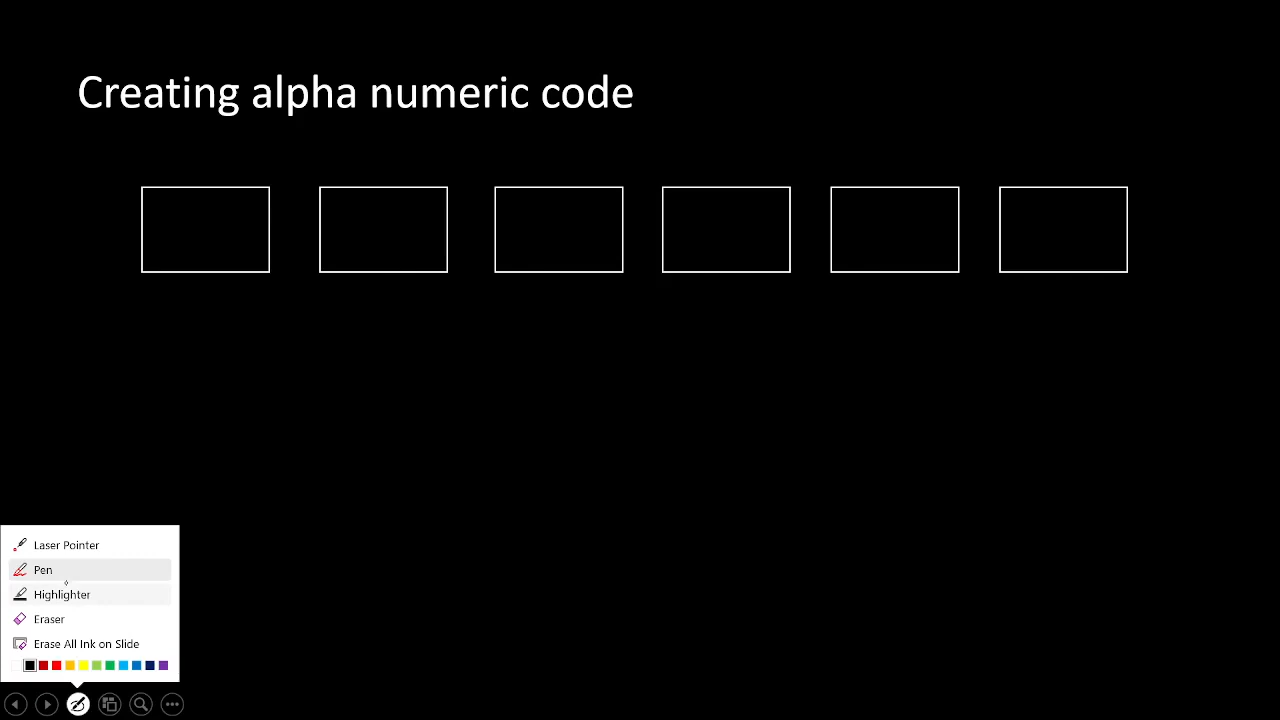 Creating alpha numeric code
Laser Pointer
Pen
Highlighter
Eraser
Erase All Ink on Slide